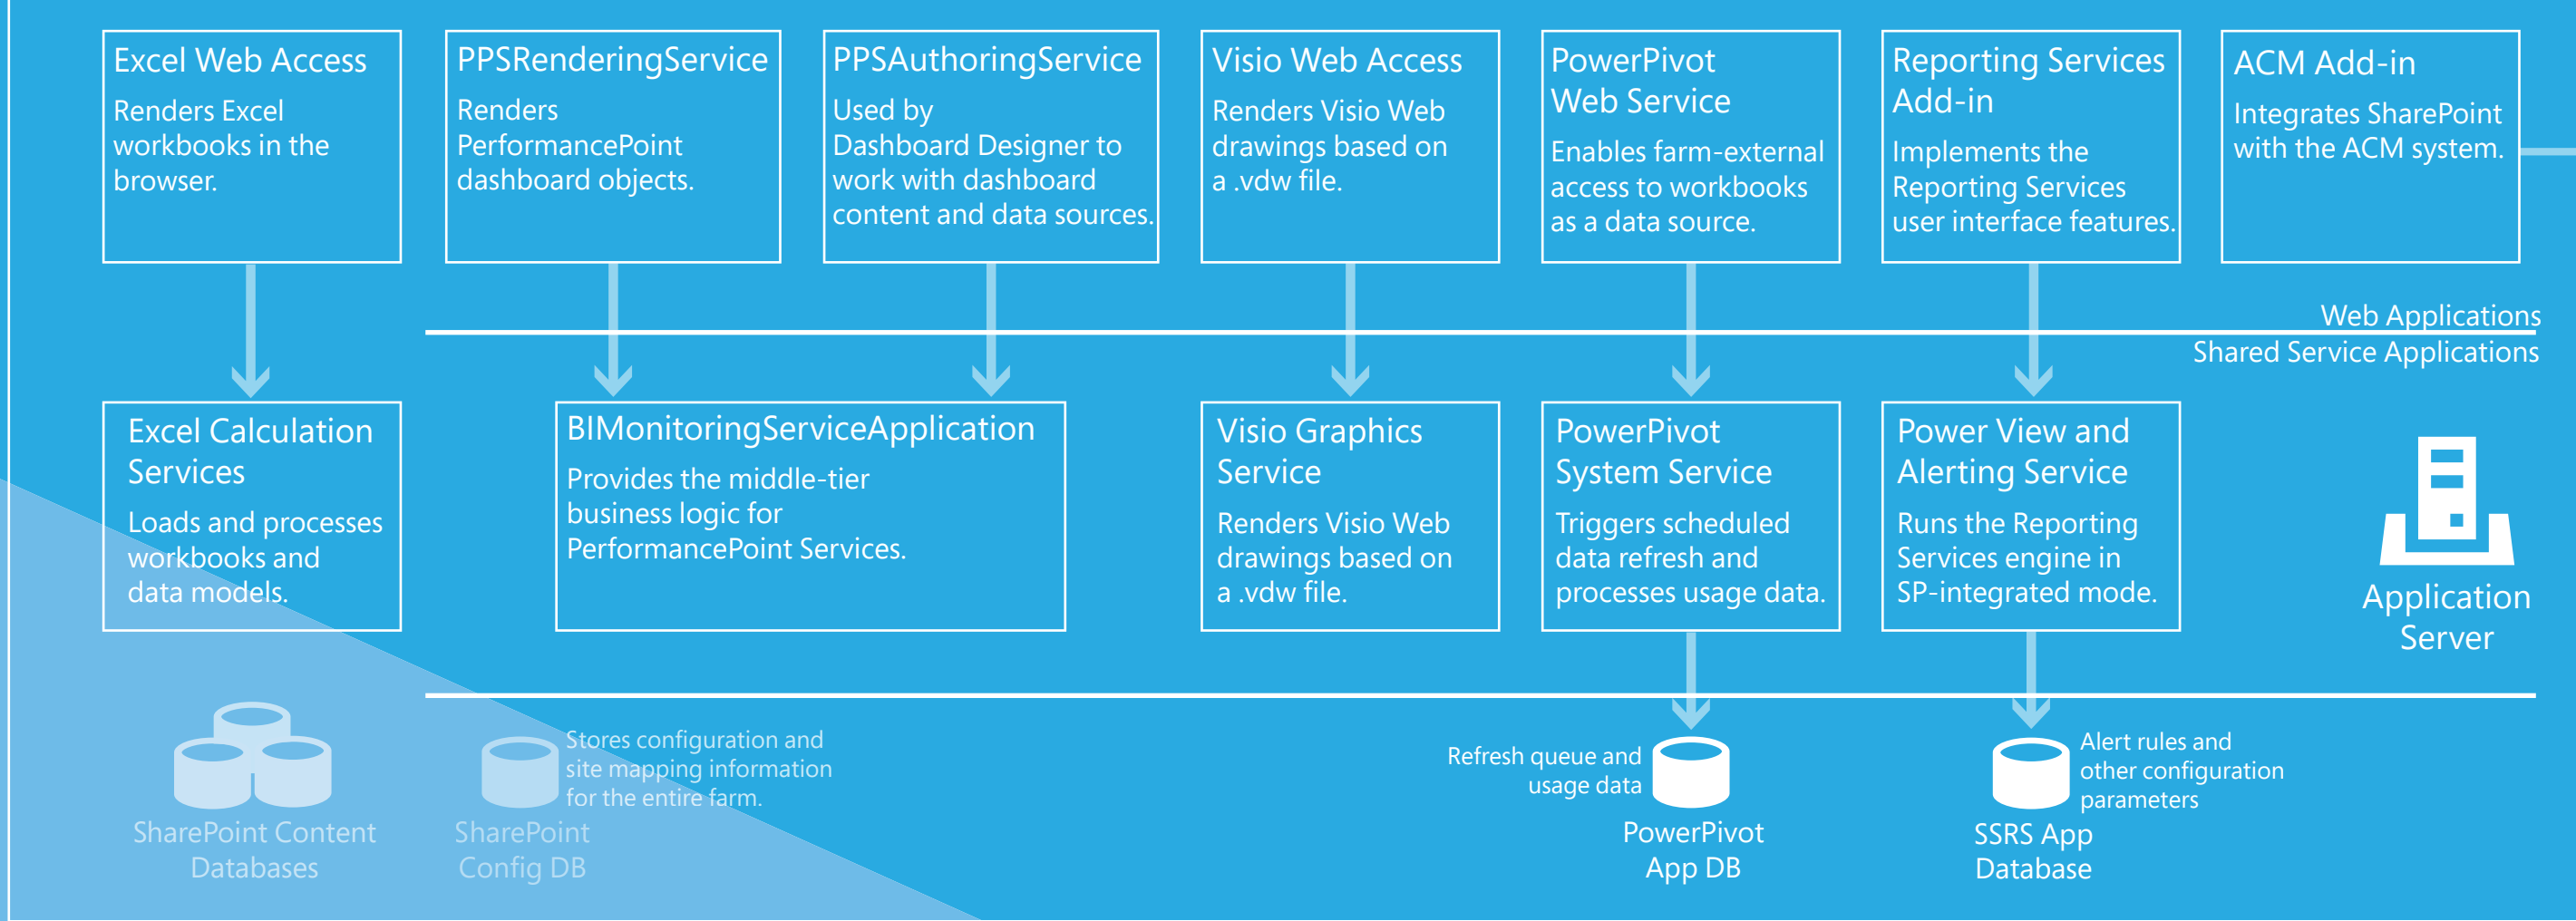 Excel Web Access
Renders Excel
workbooks in the
browser.
PPSRenderingService
Renders
PerformancePoint
dashboard objects.
PPSAuthoringService
Used by
Dashboard Designer to
work with dashboard
content and data sources.
Visio Web Access
Renders Visio Web
drawings based on
a .vdw file.
PowerPivot
Web Service
Enables farm-external
access to workbooks
as a data source.
Reporting Services
Add-in
Implements the
Reporting Services
user interface features.
ACM Add-in
Integrates SharePoint
with the ACM system.
Web Applications
Shared Service Applications
Excel Calculation
Services
Loads and processes
workbooks and
data models.
BIMonitoringServiceApplication
Provides the middle-tier
business logic for
PerformancePoint Services.
Visio Graphics
Service
Renders Visio Web
drawings based on
a .vdw file.
PowerPivot
System Service
Triggers scheduled
data refresh and
processes usage data.
Power View and
Alerting Service
Runs the Reporting
Services engine in
SP-integrated mode.
Application
Server
SharePoint Content
Databases
Stores configuration and
site mapping information
for the entire farm.
SharePoint
Config DB
Refresh queue and
usage data
PowerPivot
App DB
Alert rules and
other configuration
parameters
SSRS App
Database